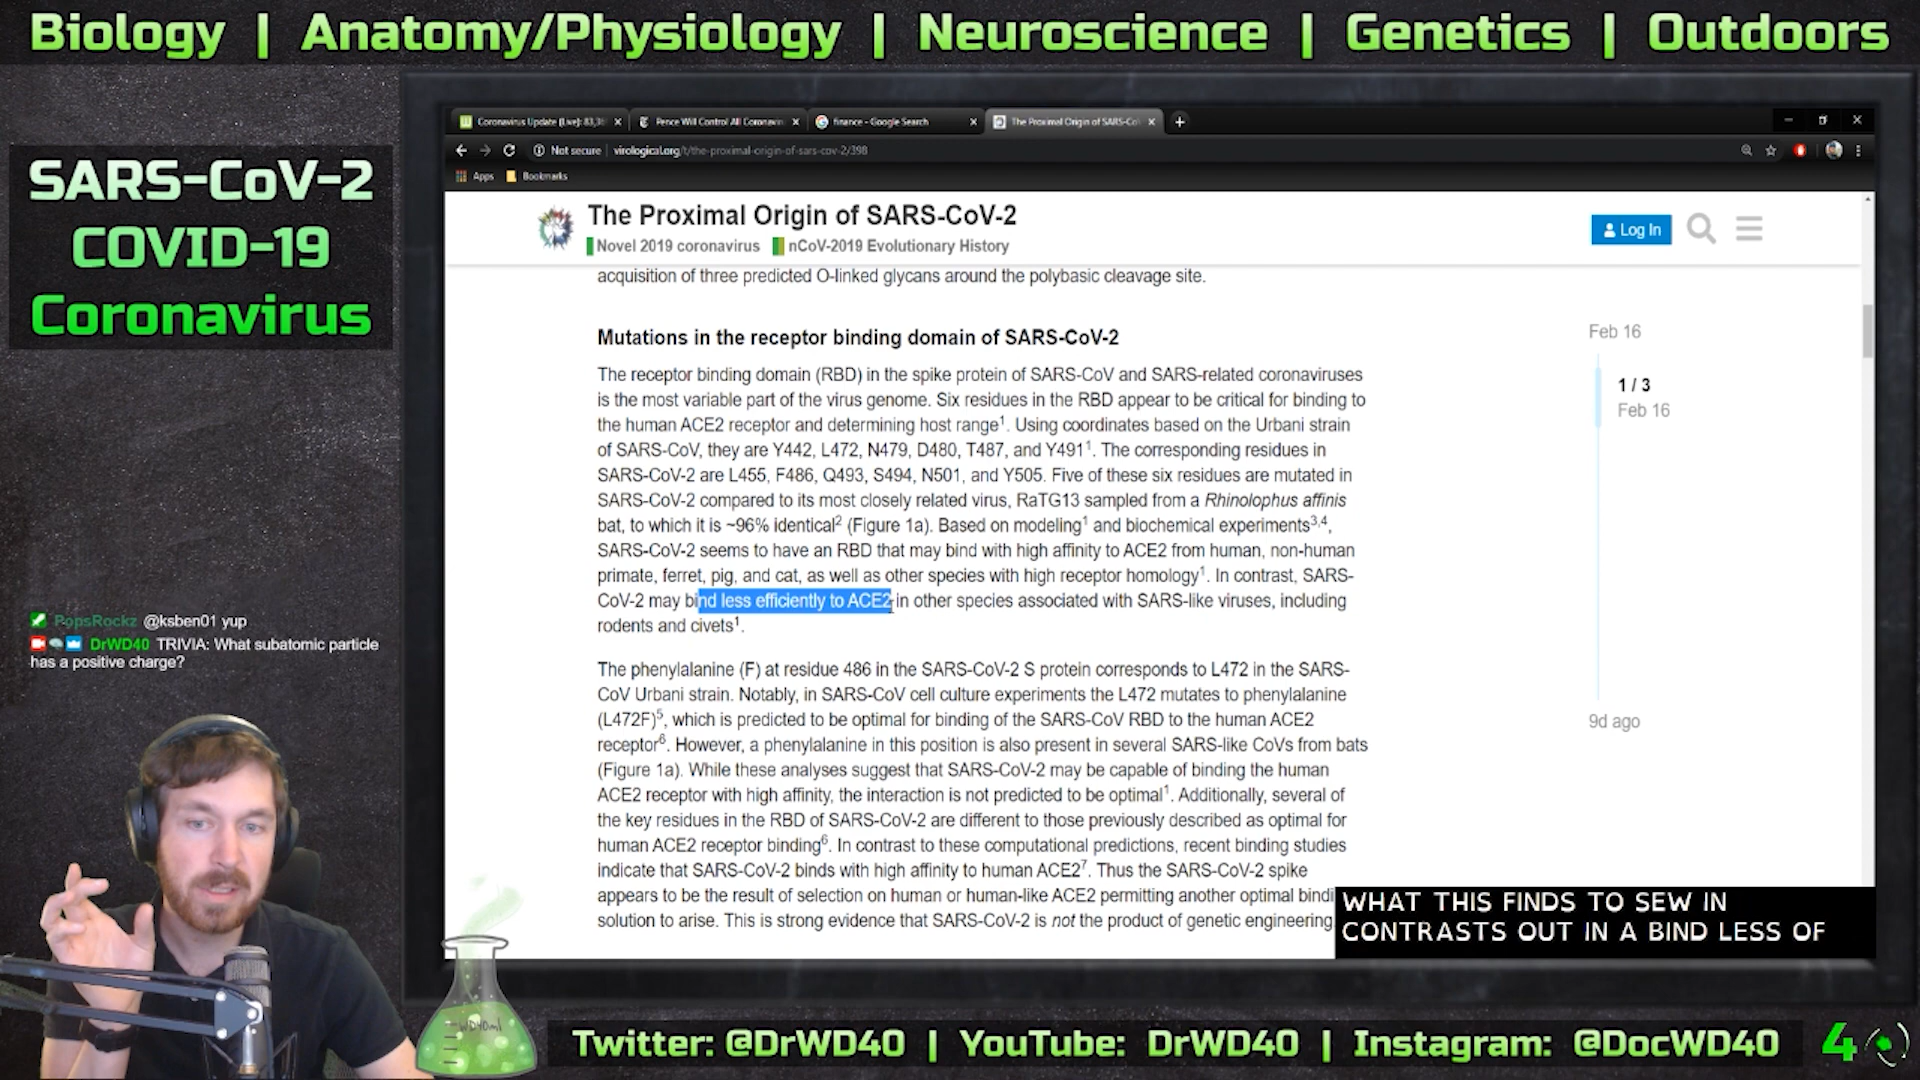 Biology | Anatomy/Physiology | Neuroscience | Genetics | Outdoors
SARS-CoV-2
COVID-19
Coronavirus
Coronavirus Update (Live): 83,3
Pence Will Control All Coronavir
finance - Google Search
The Proximal Origin of SARS-Co
Not secure | virological.org/t/the-proximal-origin-of-sars-cov-2/398
Apps
Bookmarks
The Proximal Origin of SARS-CoV-2
Novel 2019 coronavirus
nCoV-2019 Evolutionary History
Log In
acquisition of three predicted O-linked glycans around the polybasic cleavage site.
Mutations in the receptor binding domain of SARS-CoV-2
The receptor binding domain (RBD) in the spike protein of SARS-CoV and SARS-related coronaviruses
is the most variable part of the virus genome. Six residues in the RBD appear to be critical for binding to
the human ACE2 receptor and determining host range1. Using coordinates based on the Urbani strain
of SARS-CoV, they are Y442, L472, N479, D480, T487, and Y4911. The corresponding residues in
SARS-CoV-2 are L455, F486, Q493, S494, N501, and Y505. Five of these six residues are mutated in
SARS-CoV-2 compared to its most closely related virus, RaTG13 sampled from a Rhinolophus affinis
bat, to which it is ~96% identical2 (Figure 1a). Based on modeling1 and biochemical experiments3,4,
SARS-CoV-2 seems to have an RBD that may bind with high affinity to ACE2 from human, non-human
primate, ferret, pig, and cat, as well as other species with high receptor homology1. In contrast, SARS-
CoV-2 may bind less efficiently to ACE2 in other species associated with SARS-like viruses, including
rodents and civets1.
The phenylalanine (F) at residue 486 in the SARS-CoV-2 S protein corresponds to L472 in the SARS-
CoV Urbani strain. Notably, in SARS-CoV cell culture experiments the L472 mutates to phenylalanine
(L472F)5, which is predicted to be optimal for binding of the SARS-CoV RBD to the human ACE2
receptor6. However, a phenylalanine in this position is also present in several SARS-like CoVs from bats
(Figure 1a). While these analyses suggest that SARS-CoV-2 may be capable of binding the human
ACE2 receptor with high affinity, the interaction is not predicted to be optimal1. Additionally, several of
the key residues in the RBD of SARS-CoV-2 are different to those previously described as optimal for
human ACE2 receptor binding6. In contrast to these computational predictions, recent binding studies
indicate that SARS-CoV-2 binds with high affinity to human ACE27. Thus the SARS-CoV-2 spike
appears to be the result of selection on human or human-like ACE2 permitting another optimal bindi
solution to arise. This is strong evidence that SARS-CoV-2 is not the product of genetic engineering
Feb 16
1 / 3
Feb 16
9d ago
PopsRockz @ksben01 yup
DrWD40 TRIVIA: What subatomic particle
has a positive charge?
WHAT THIS FINDS TO SEW IN
CONTRASTS OUT IN A BIND LESS OF
WD40ml
Twitter: @DrWD40 | YouTube: DrWD40 | Instagram: @DocWD40
4